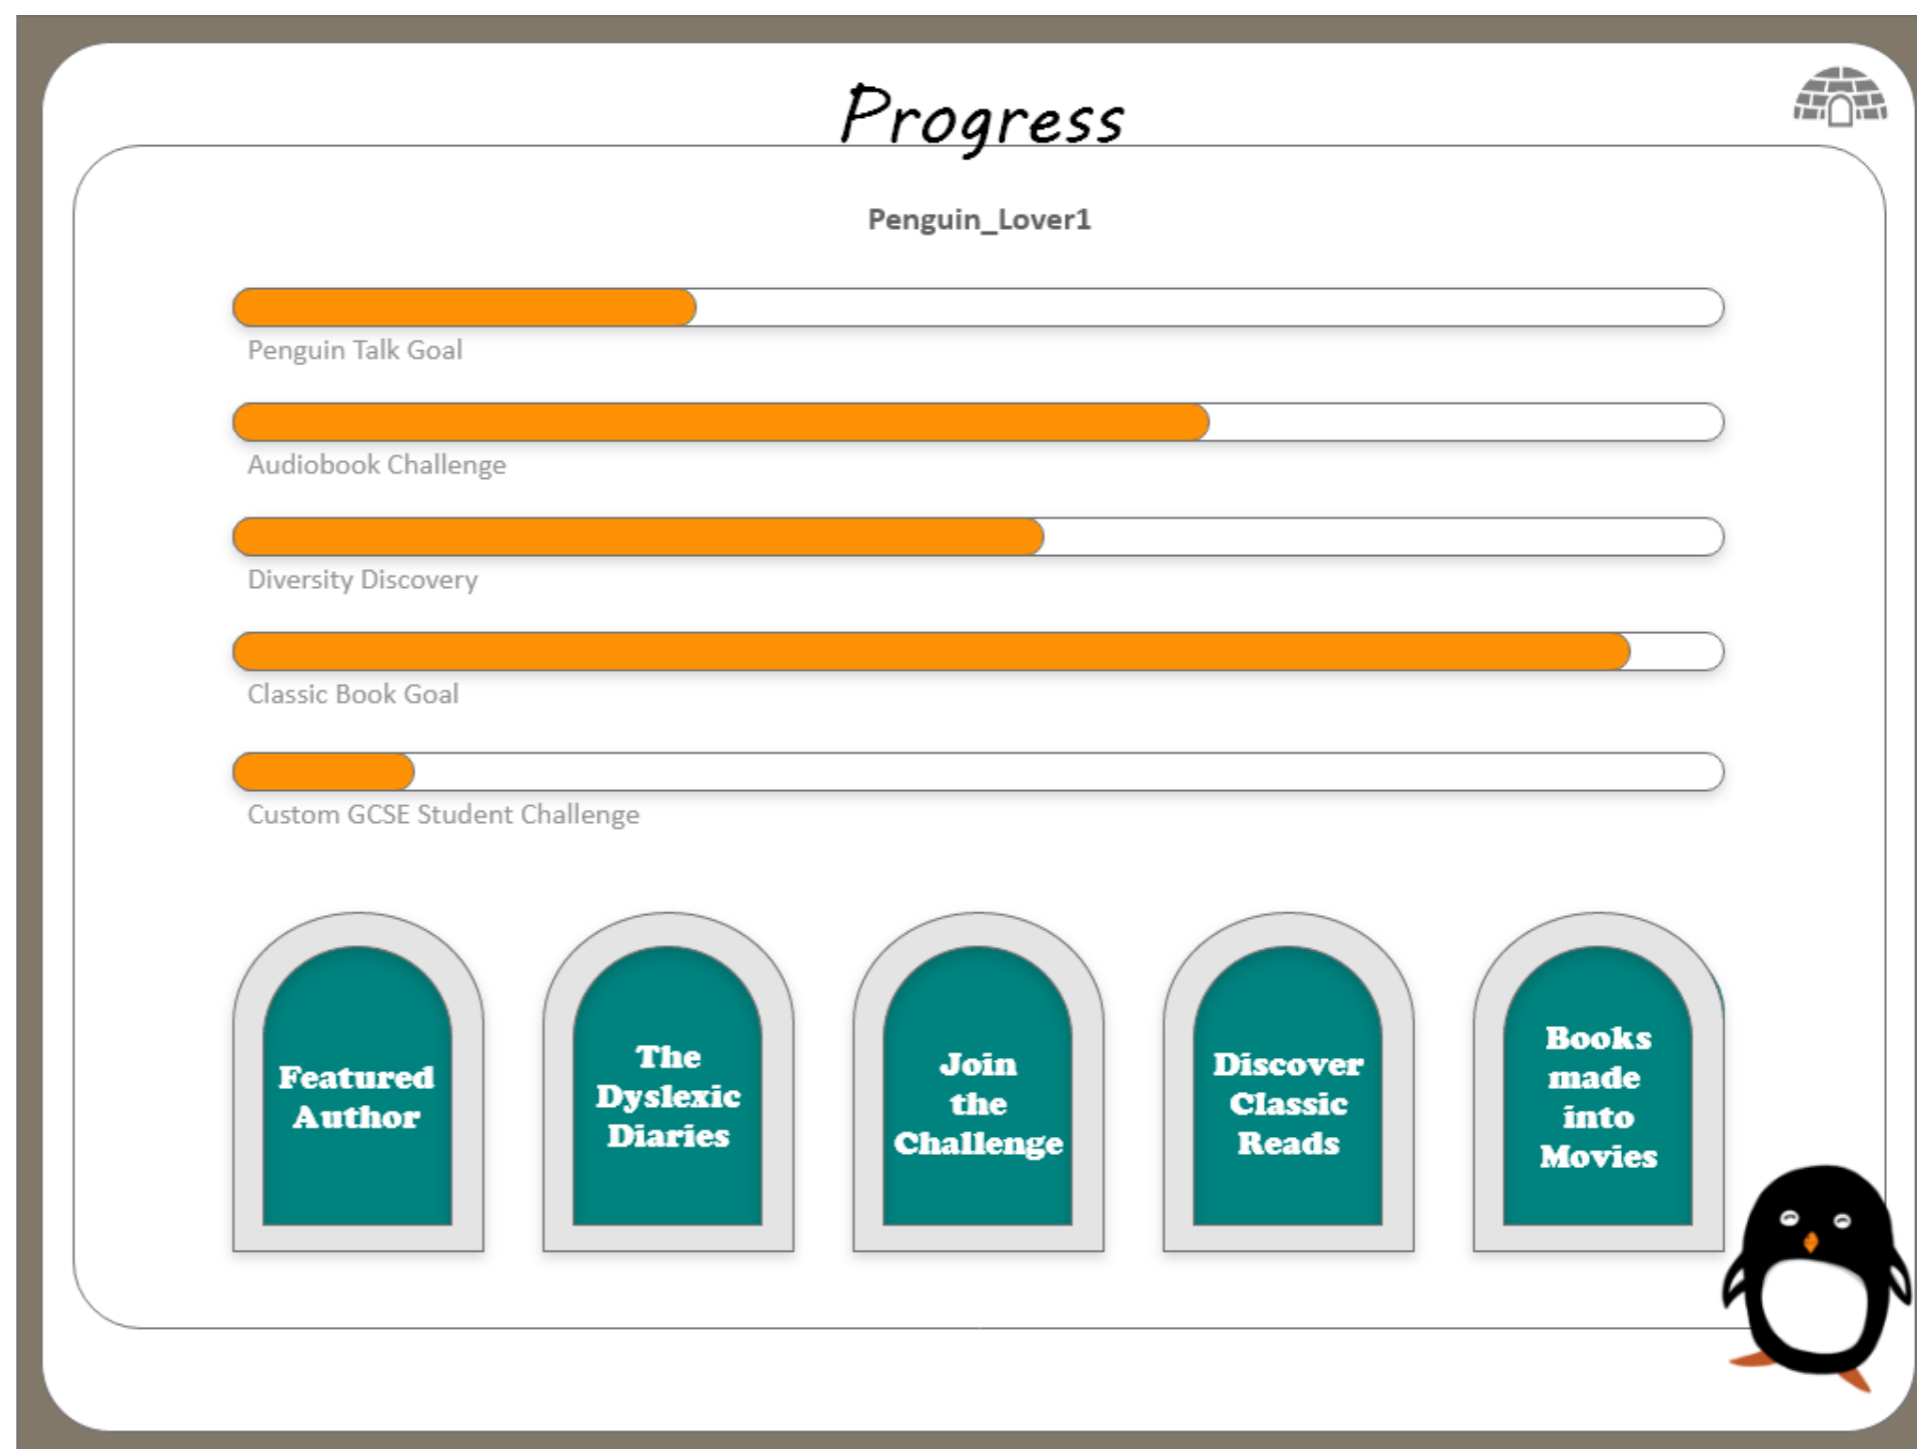 Progress
Penguin_Lover1
Penguin Talk Goal
Audiobook Challenge
Diversity Discovery
Classic Book Goal
Custom GCSE Student Challenge
Featured
Author
The
Dyslexic
Diaries
Join
the
Challenge
Discover
Classic
Reads
Books
made
into
Movies